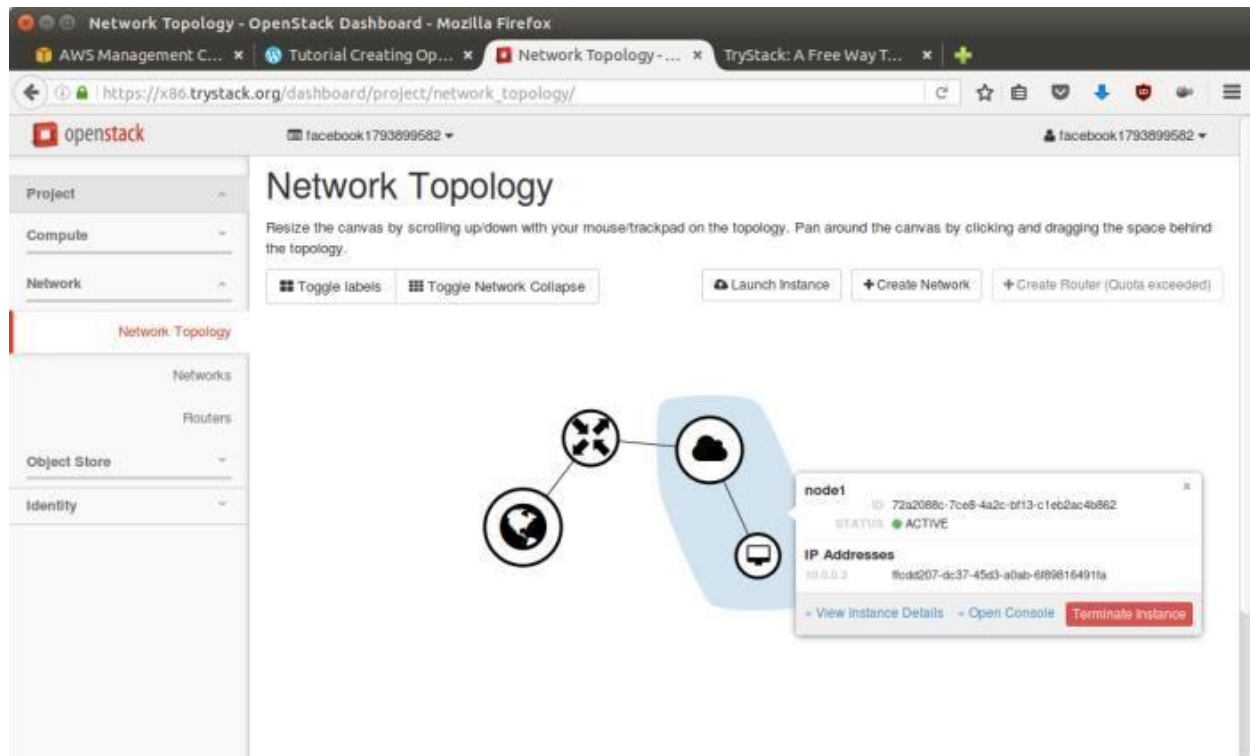 Network Topology - OpenStack Dashboard - Mozilla Firefox
AWS Management C... Tutorial Creating Op... Network Topology - ... TryStack: A Free Way T...
https://x86.trystack.org/dashboard/project/network_topology/
openstack facebook1793899582 facebook1793899582
Project
Compute
Network
Network Topology
Networks
Routers
Object Store
Identity
Network Topology
Resize the canvas by scrolling up/down with your mouse/trackpad on the topology. Pan around the canvas by clicking and dragging the space behind
the topology.
Toggle labels Toggle Network Collapse Launch Instance +Create Network +Create Router (Quota exceeded)
node1
ID 72a2088c-7ce8-4a2c-bf13-c1eb2ac4b862
STATUS ACTIVE
IP Addresses
10.0.0.3 ffcdd207-dc37-45d3-a0ab-6f89816491fa
» View Instance Details » Open Console Terminate Instance